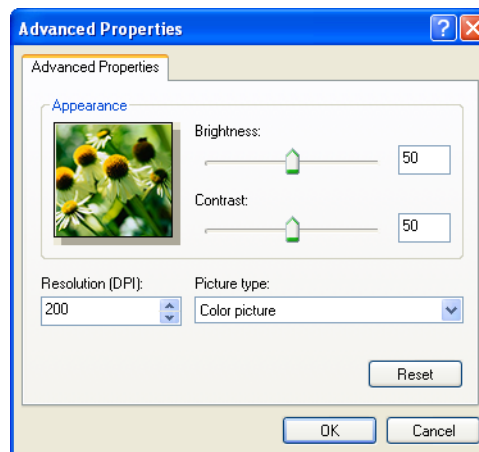 Advanced Properties
Advanced Properties
Appearance
Brightness:
50
Contrast:
50
Resolution (DPI):
Picture type:
200
Color picture
Reset
OK
Cancel